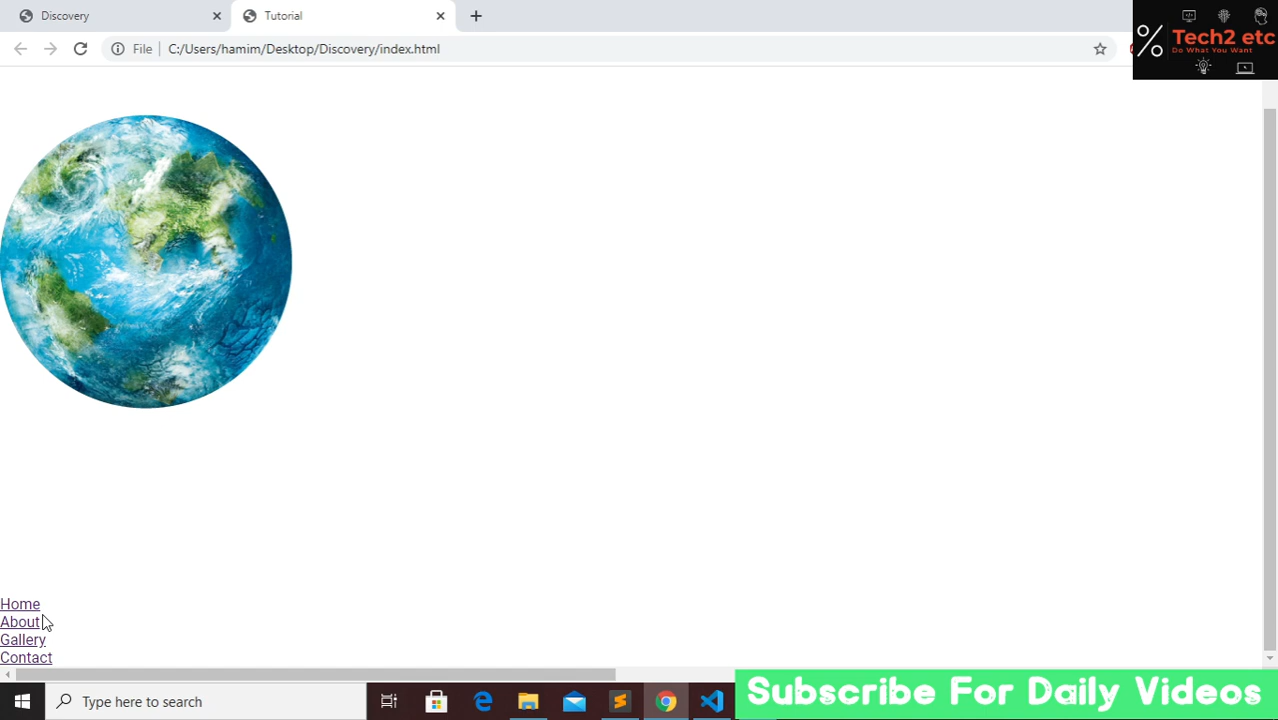 Discovery
Tutorial
File
C:/Users/hamim/Desktop/Discovery/index.html
% Tech2 etc
Do What You Want
Home
About
Gallery
Contact
Type here to search
Subscribe For Daily Videos